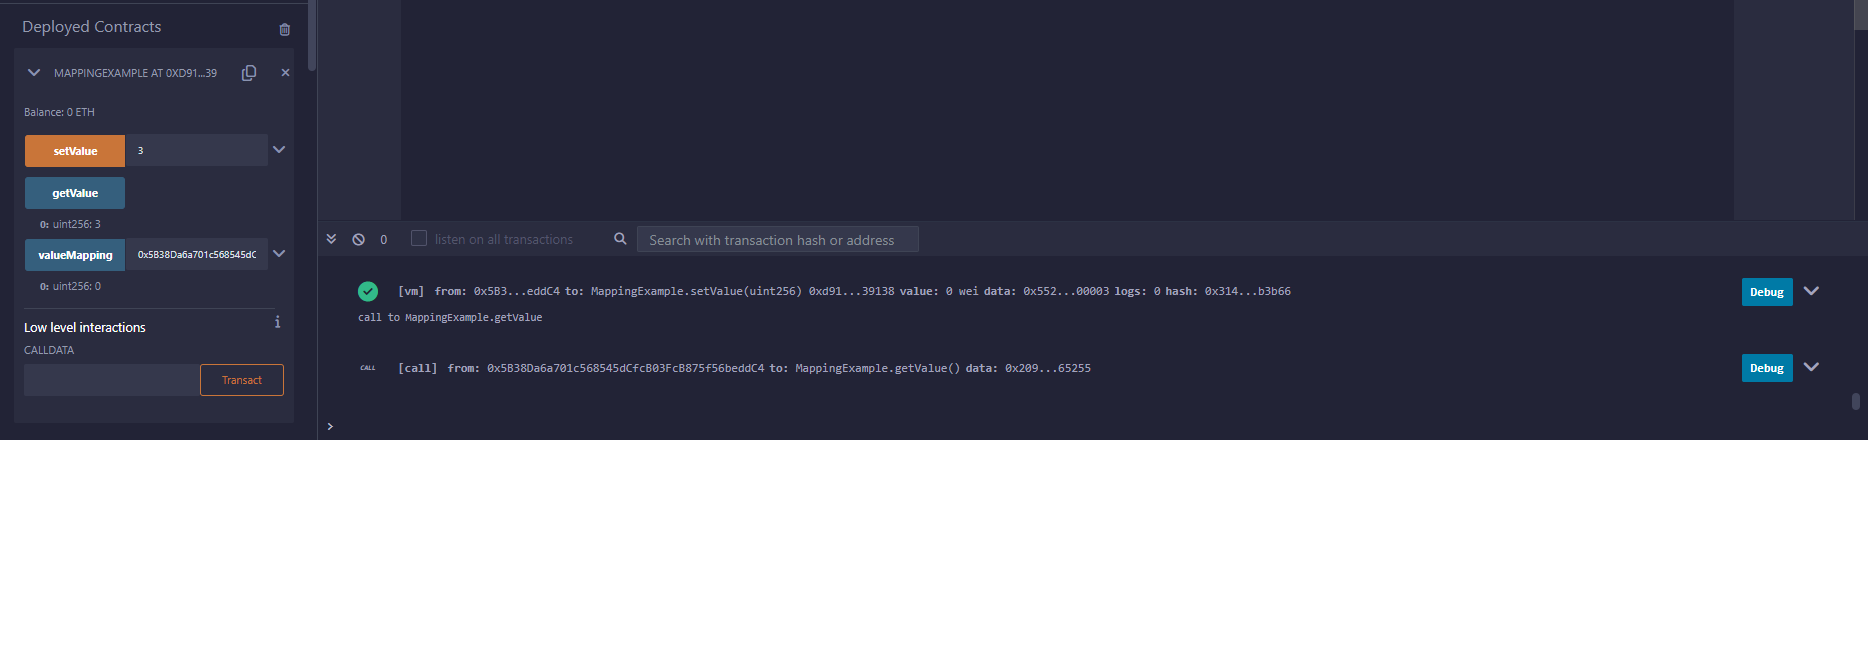 Deployed Contracts
MAPPINGEXAMPLE AT 0XD91...39
Balance: 0 ETH
setValue 3
getValue
0: uint256: 3
valueMapping 0x5B38Da6a701c568545dC
0: uint256: 0
Low level interactions
CALLDATA
Transact
0 listen on all transactions Search with transaction hash or address
[vm] from: 0x5B3...eddC4 to: MappingExample.setValue(uint256) 0xd91...39138 value: 0 wei data: 0x552...00003 logs: 0 hash: 0x314...b3b66 Debug
call to MappingExample.getValue
CALL [call] from: 0x5B38Da6a701c568545dCfcB03FcB875f56beddC4 to: MappingExample.getValue() data: 0x209...65255 Debug
>